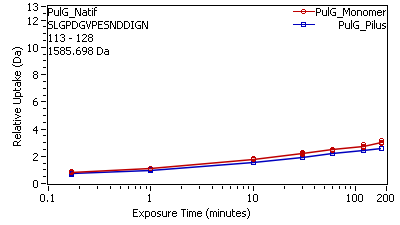 PulG_Natif
SLGPDGVPESNDDIGN
113 - 128
1585.698 Da
PulG_Monomer
PulG_Pilus
Relative Uptake (Da)
13
12
10
8
6
4
2
0
0.1
1
10
100
200
Exposure Time (minutes)